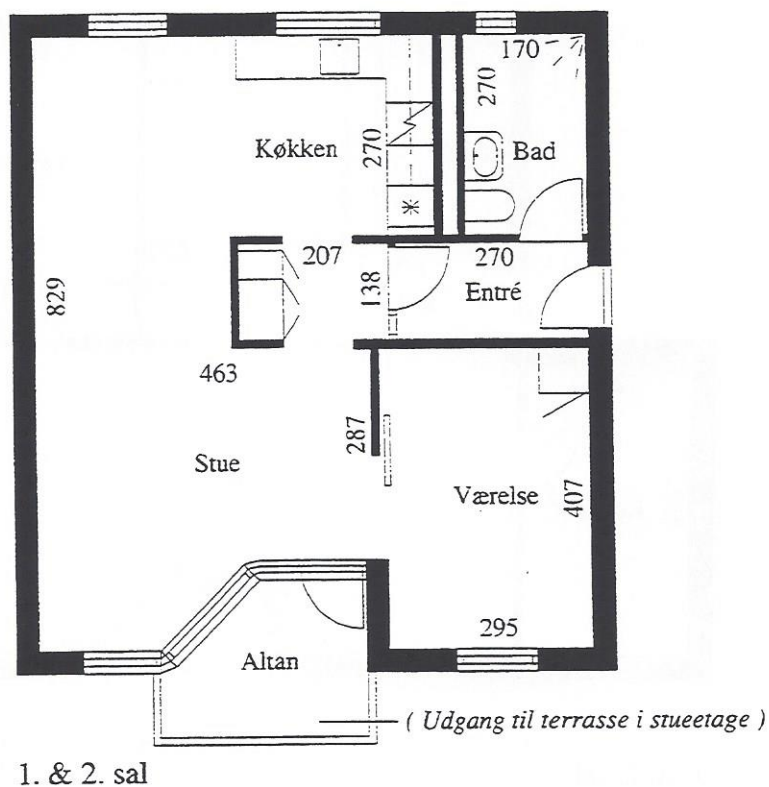 170
270
Køkken
270
Bad
829
207
138
270
Entré
463
287
Stue
Værelse
407
295
Altan
( Udgang til terrasse i stueetage )
1. & 2. sal